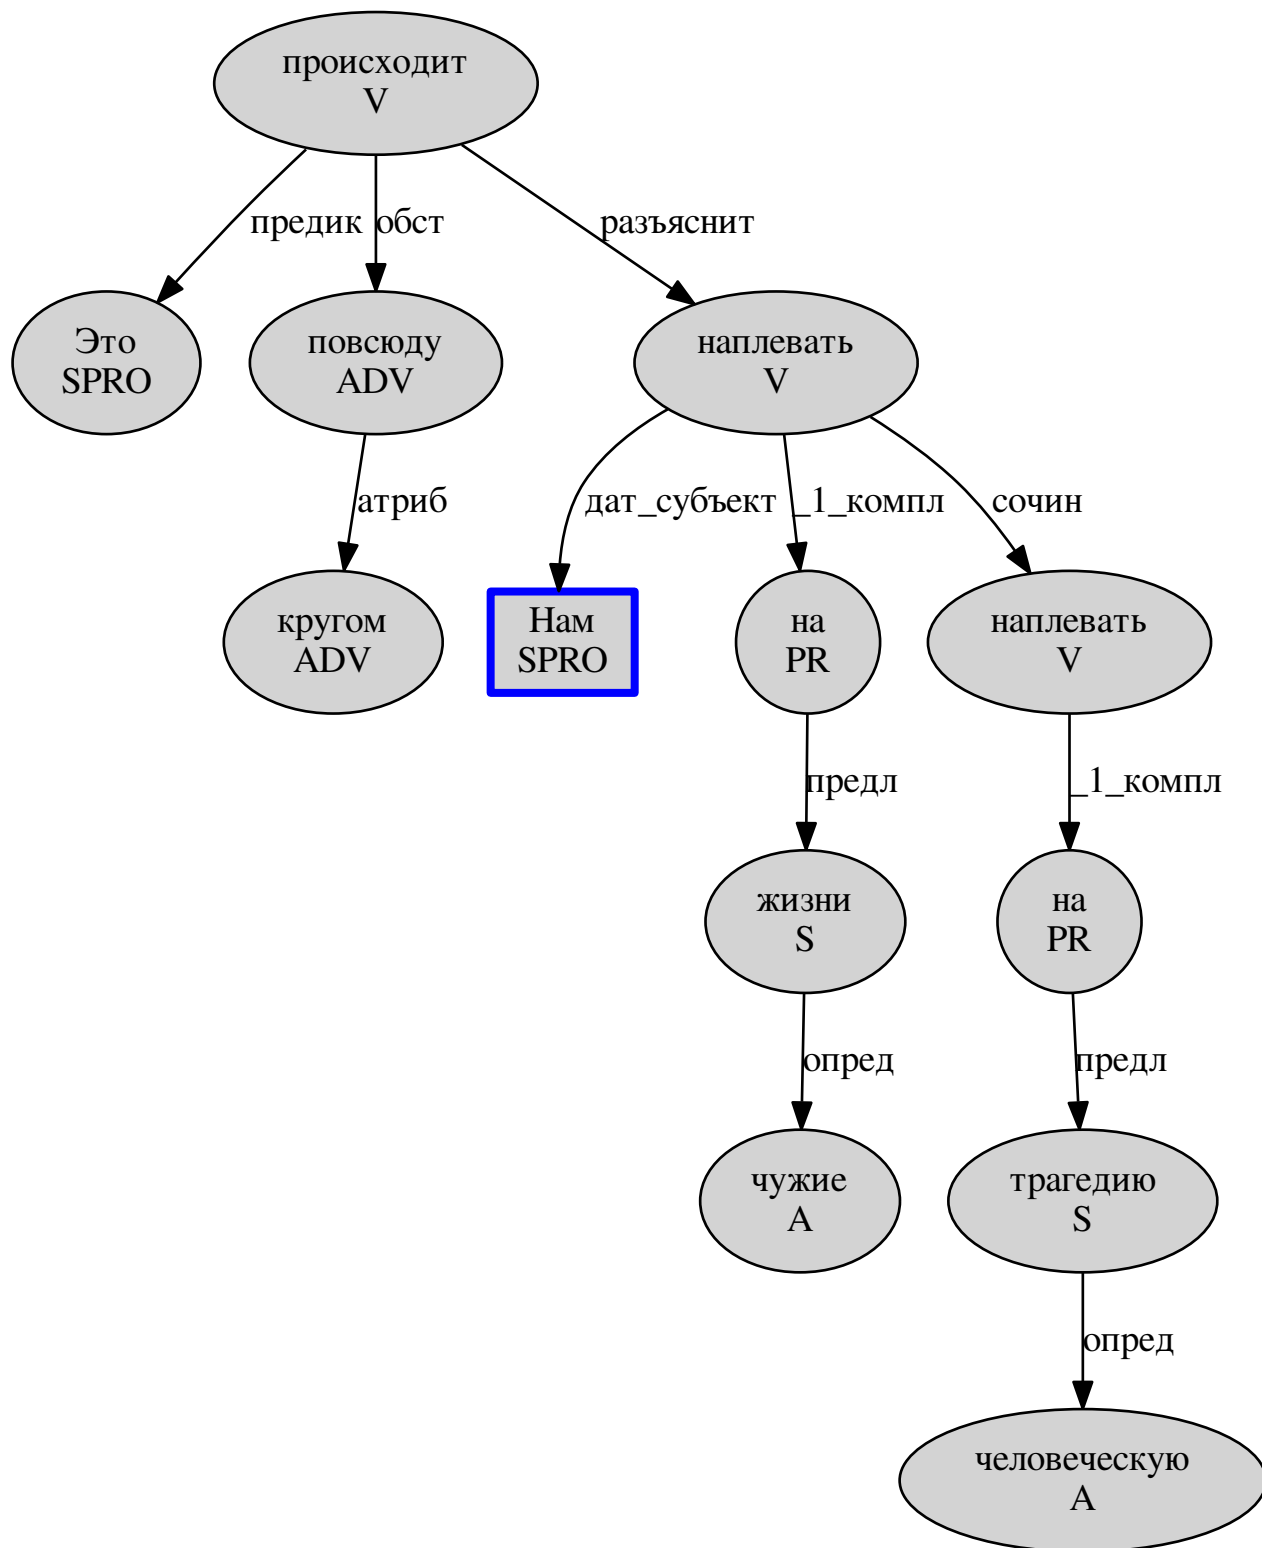 происходит
V
предик
обст
разъяснит
Это
SPRO
повсюду
ADV
наплевать
V
атриб
дат_субъект
_1_компл
сочин
кругом
ADV
Нам
SPRO
на
PR
наплевать
V
предл
_1_компл
жизни
S
на
PR
опред
предл
чужие
A
трагедию
S
опред
человеческую
A